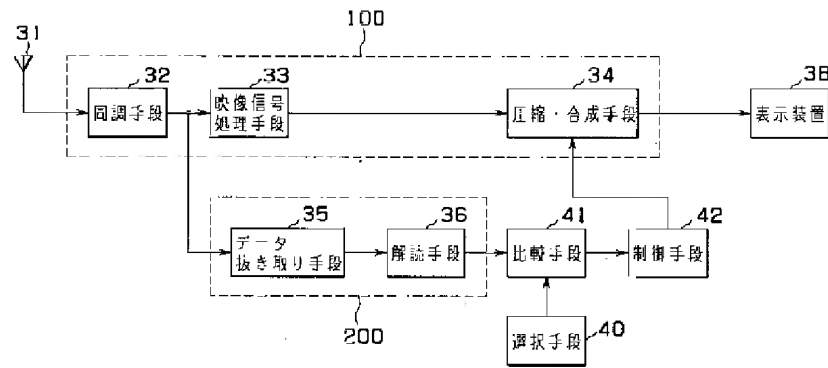 31
100
32
同調手段
33
映像信号
処理手段
34
圧縮・合成手段
38
表示装置
35
データ
抜き取り手段
36
解読手段
41
比較手段
42
制御手段
200
選択手段
40